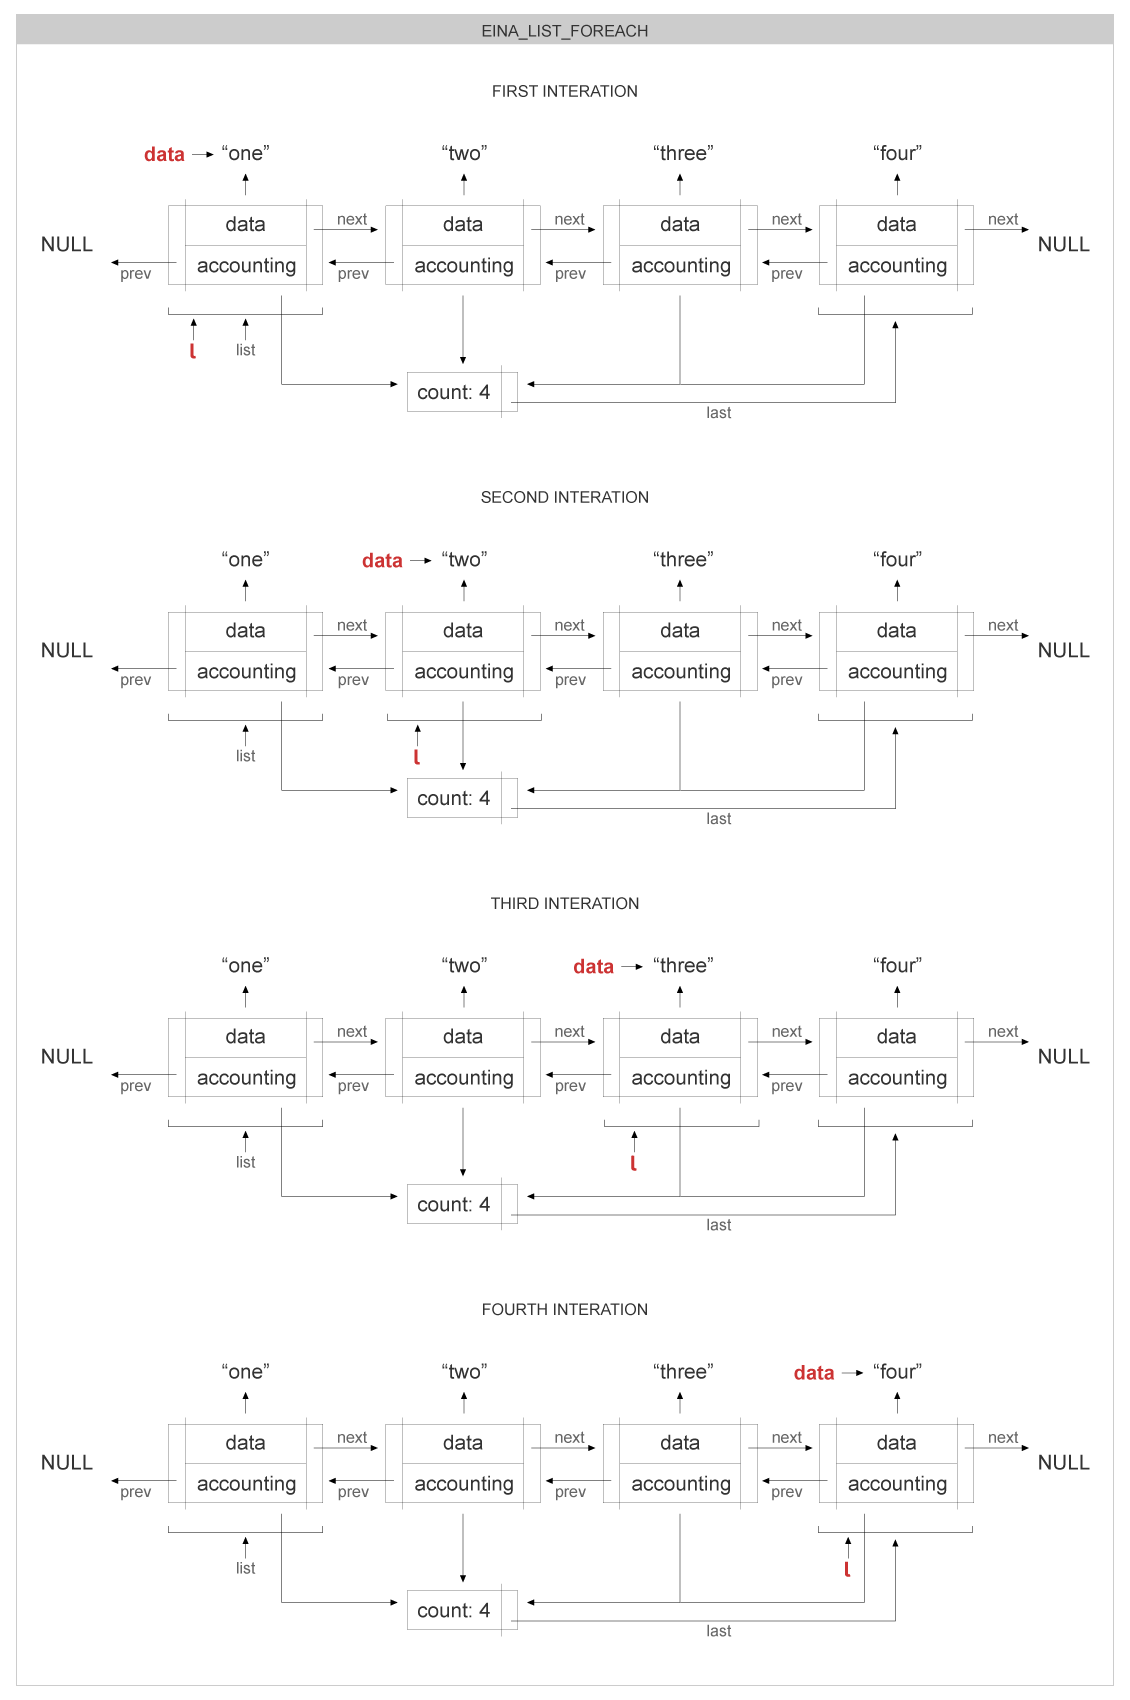 EINA_LIST_FOREACH
FIRST INTERATION
data “one” “two” “three” “four”
data next data next data next data next
NULL NULL
prev accounting prev accounting prev accounting prev accounting
l list
count: 4
last
SECOND INTERATION
“one” data “two” “three” “four”
data next data next data next data next
NULL NULL
prev accounting prev accounting prev accounting prev accounting
list l
count: 4
last
THIRD INTERATION
“one” “two” data “three” “four”
data next data next data next data next
NULL NULL
prev accounting prev accounting prev accounting prev accounting
list l
count: 4
last
FOURTH INTERATION
“one” “two” “three” data “four”
data next data next data next data next
NULL NULL
prev accounting prev accounting prev accounting prev accounting
list l
count: 4
last